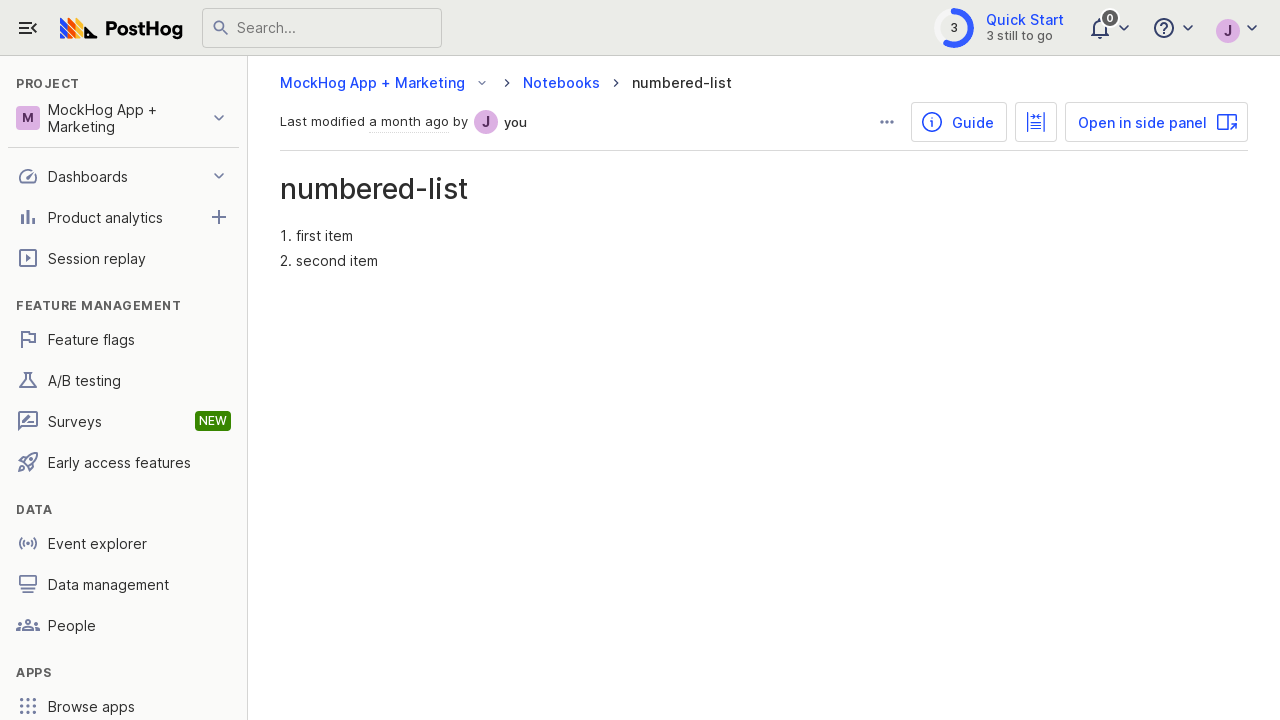 PostHog
Search...
3
Quick Start
3 still to go
0
J
PROJECT
M
MockHog App +
Marketing
Dashboards
Product analytics
Session replay
FEATURE MANAGEMENT
Feature flags
A/B testing
Surveys
NEW
Early access features
DATA
Event explorer
Data management
People
APPS
Browse apps
MockHog App + Marketing
Notebooks
numbered-list
Last modified a month ago by J you
Guide
Open in side panel
numbered-list
1. first item
2. second item